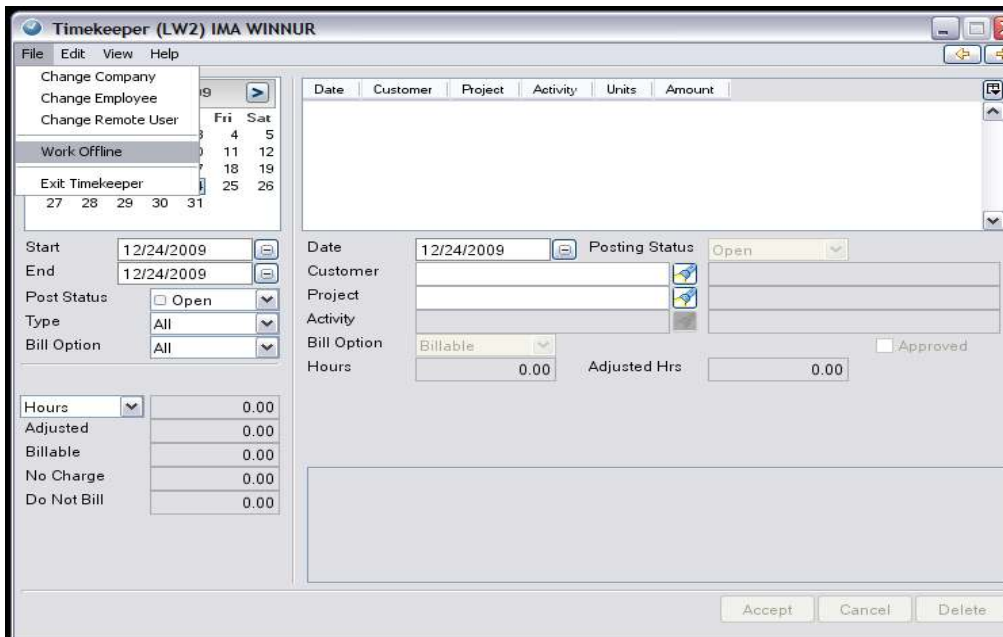 Timekeeper (LW2) IMA WINNUR
File Edit View Help
Change Company
Change Employee
Change Remote User
Work Offline
Exit Timekeeper
Fri Sat
4 5
11 12
18 19
25 26
27 28 29 30 31
Start 12/24/2009
End 12/24/2009
Post Status Open
Type All
Bill Option All
Hours 0.00
Adjusted 0.00
Billable 0.00
No Charge 0.00
Do Not Bill 0.00
Date Customer Project Activity Units Amount
Date 12/24/2009 Posting Status Open
Customer
Project
Activity
Bill Option Billable Approved
Hours 0.00 Adjusted Hrs 0.00
Accept Cancel Delete